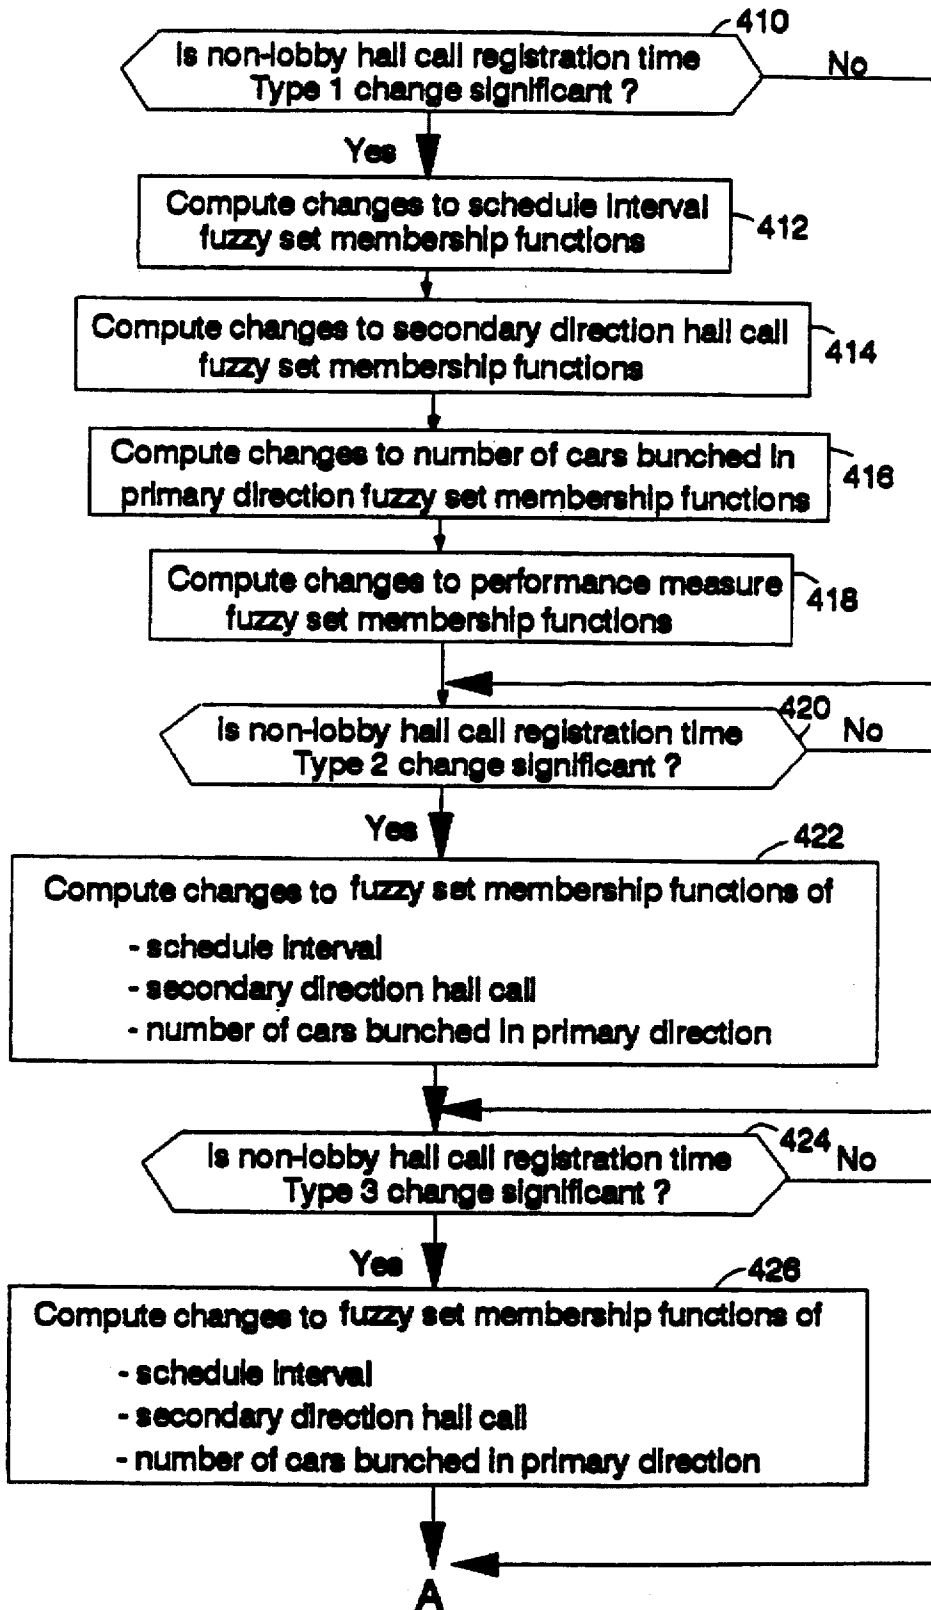 410
Is non-lobby hall call registration time
Type 1 change significant ?
No
Yes
Compute changes to schedule interval
fuzzy set membership functions
412
Compute changes to secondary direction hall call
fuzzy set membership functions
414
Compute changes to number of cars bunched in
primary direction fuzzy set membership functions
416
Compute changes to performance measure
fuzzy set membership functions
418
420
Is non-lobby hall call registration time
Type 2 change significant ?
No
Yes
422
Compute changes to fuzzy set membership functions of
- schedule interval
- secondary direction hall call
- number of cars bunched in primary direction
424
Is non-lobby hall call registration time
Type 3 change significant ?
No
Yes
426
Compute changes to fuzzy set membership functions of
- schedule interval
- secondary direction hall call
- number of cars bunched in primary direction
A